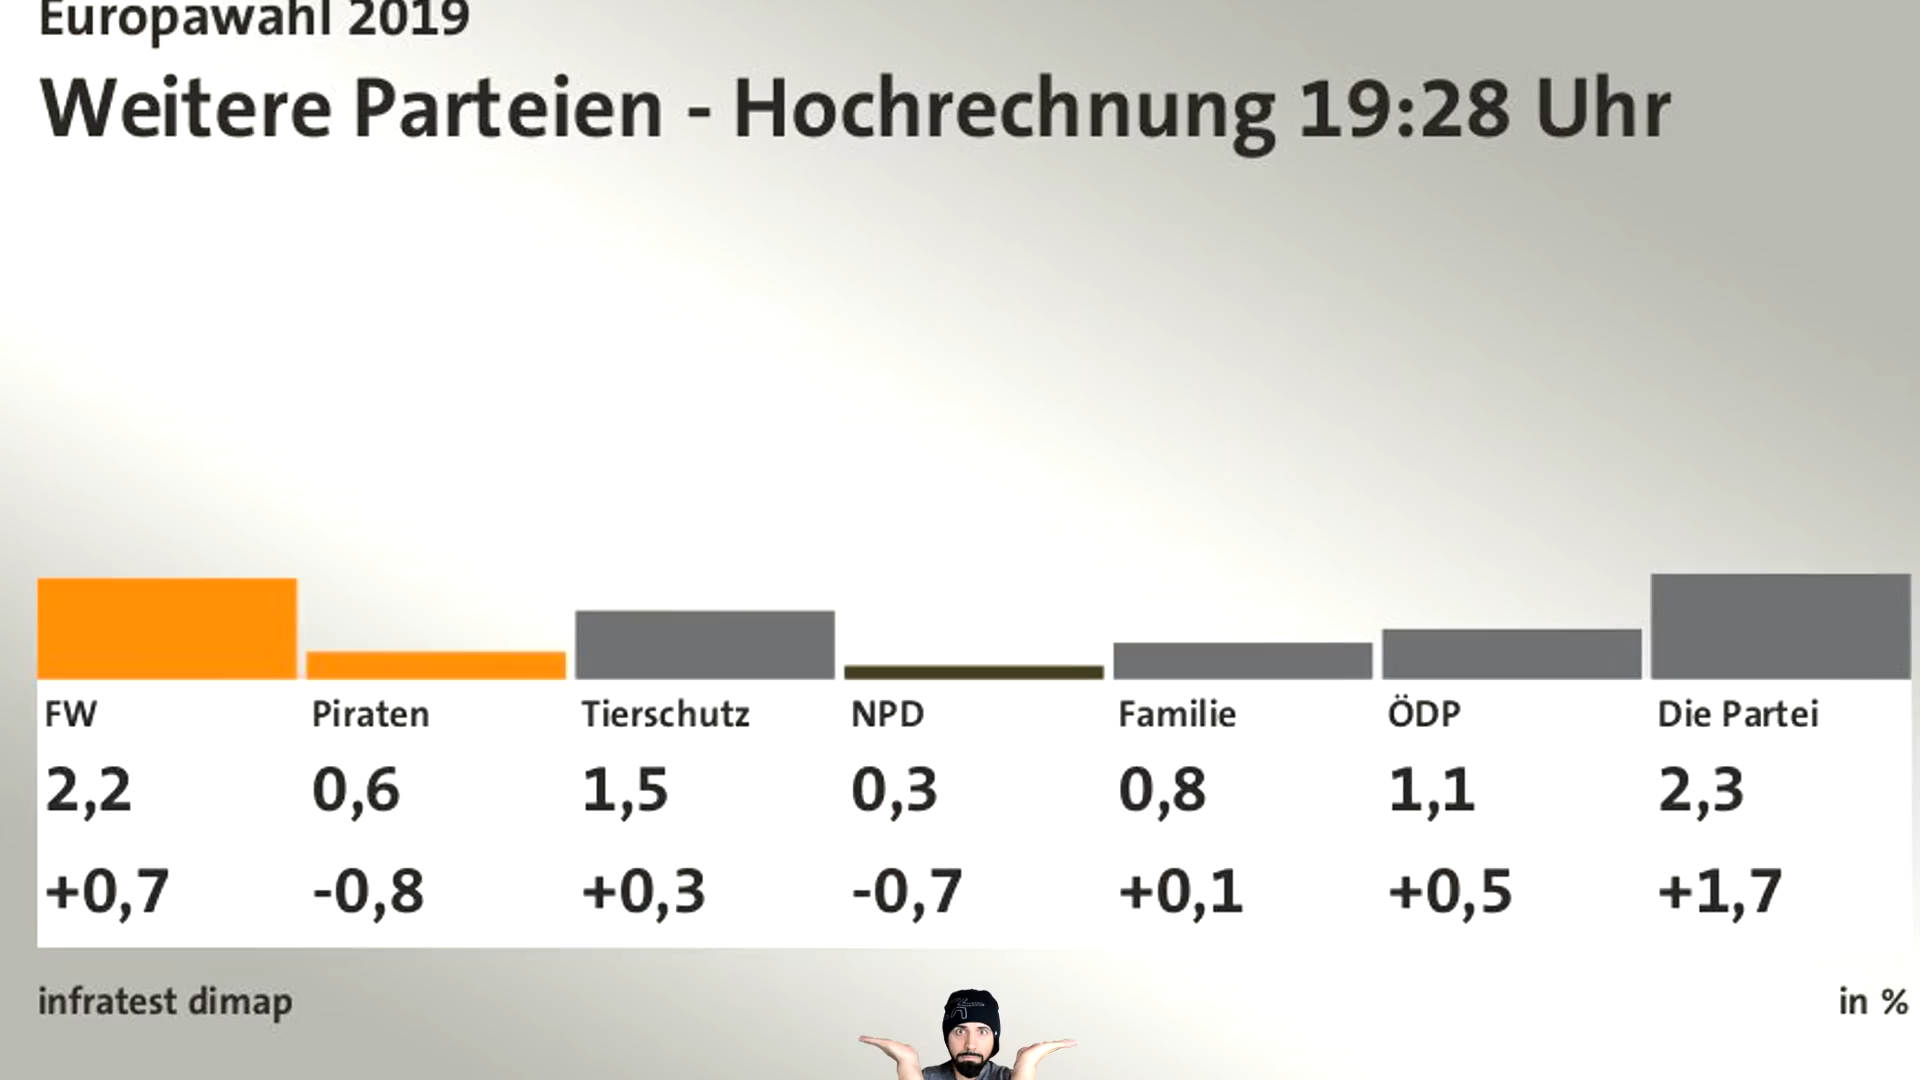 Europawahl 2019
Weitere Parteien - Hochrechnung 19:28 Uhr
FW Piraten Tierschutz NPD Familie ÖDP Die Partei
2,2 0,6 1,5 0,3 0,8 1,1 2,3
+0,7 -0,8 +0,3 -0,7 +0,1 +0,5 +1,7
infratest dimap in %